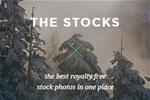 THE STOCKS
the best royalty free
stock photos in one place